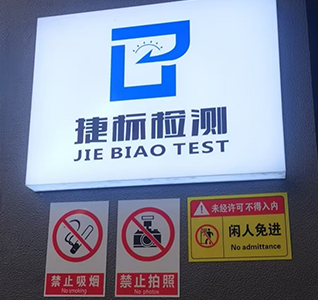 捷标检测
JIE BIAO TEST
禁止吸烟
No smoking
禁止拍照
No photos
未经许可 不得入内
闲人免进
No admittance